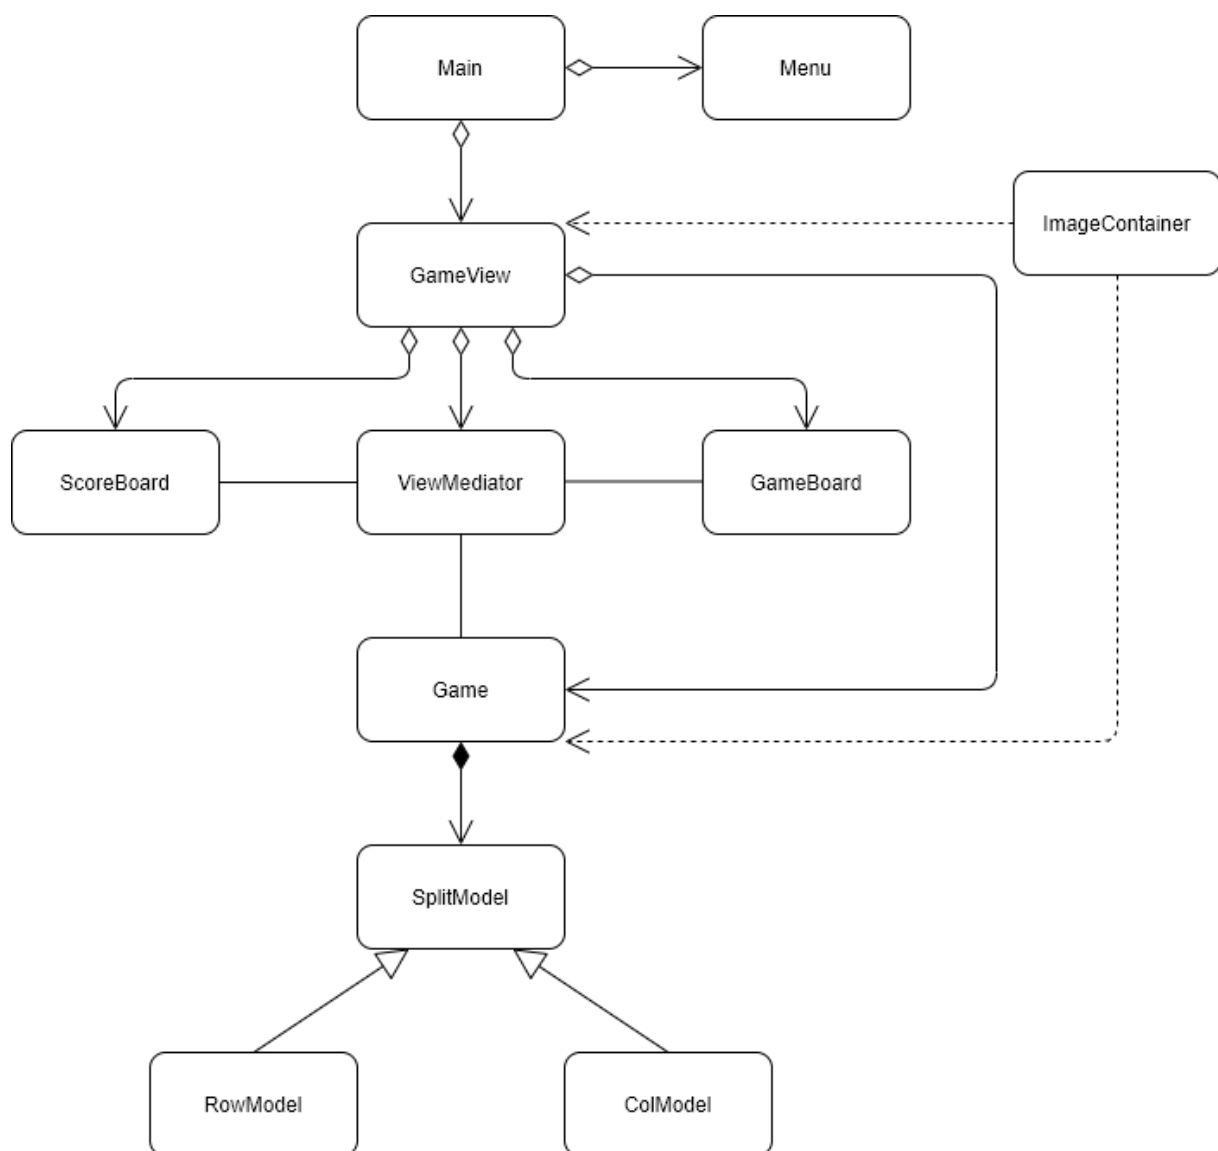 Main
Menu
ImageContainer
GameView
ScoreBoard
ViewMediator
GameBoard
Game
SplitModel
RowModel
ColModel